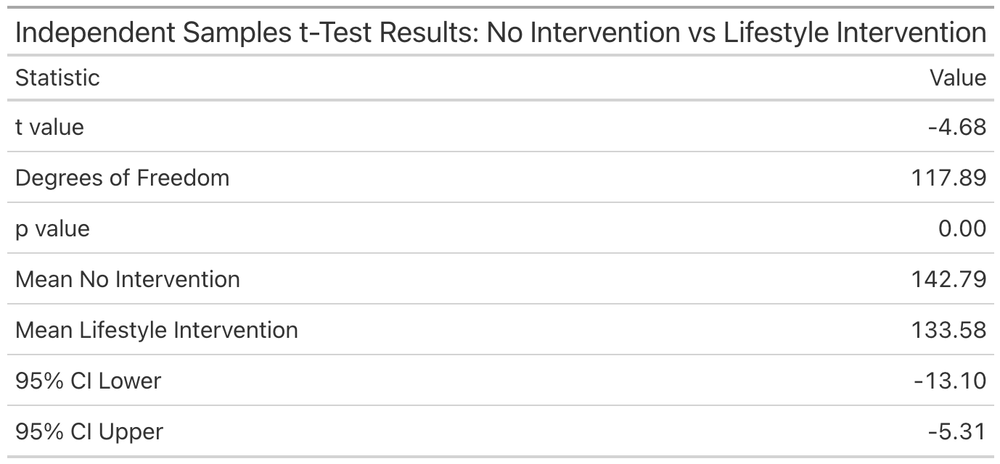 Independent Samples t-Test Results: No Intervention vs Lifestyle Intervention
Statistic Value
t value -4.68
Degrees of Freedom 117.89
p value 0.00
Mean No Intervention 142.79
Mean Lifestyle Intervention 133.58
95% CI Lower -13.10
95% CI Upper -5.31